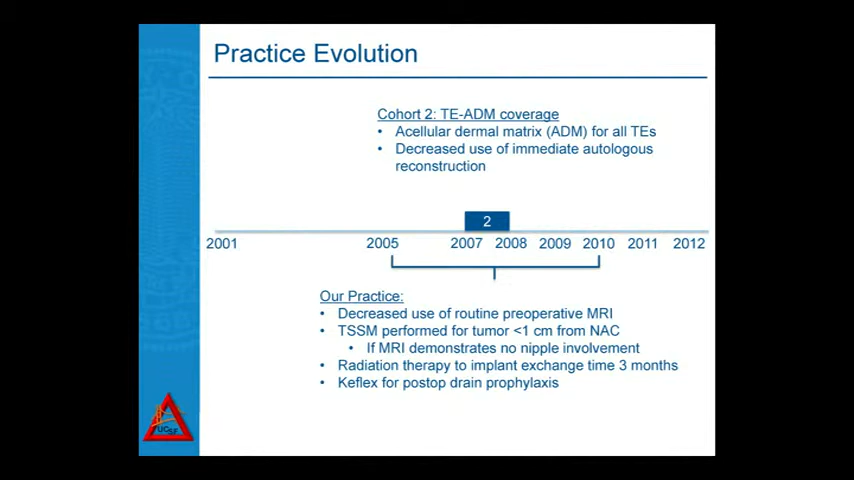 Practice Evolution
Cohort 2: TE-ADM coverage
• Acellular dermal matrix (ADM) for all TEs
• Decreased use of immediate autologous
reconstruction
2
2001 2005 2007 2008 2009 2010 2011 2012
Our Practice:
• Decreased use of routine preoperative MRI
• TSSM performed for tumor <1 cm from NAC
• If MRI demonstrates no nipple involvement
• Radiation therapy to implant exchange time 3 months
• Keflex for postop drain prophylaxis
UCSF